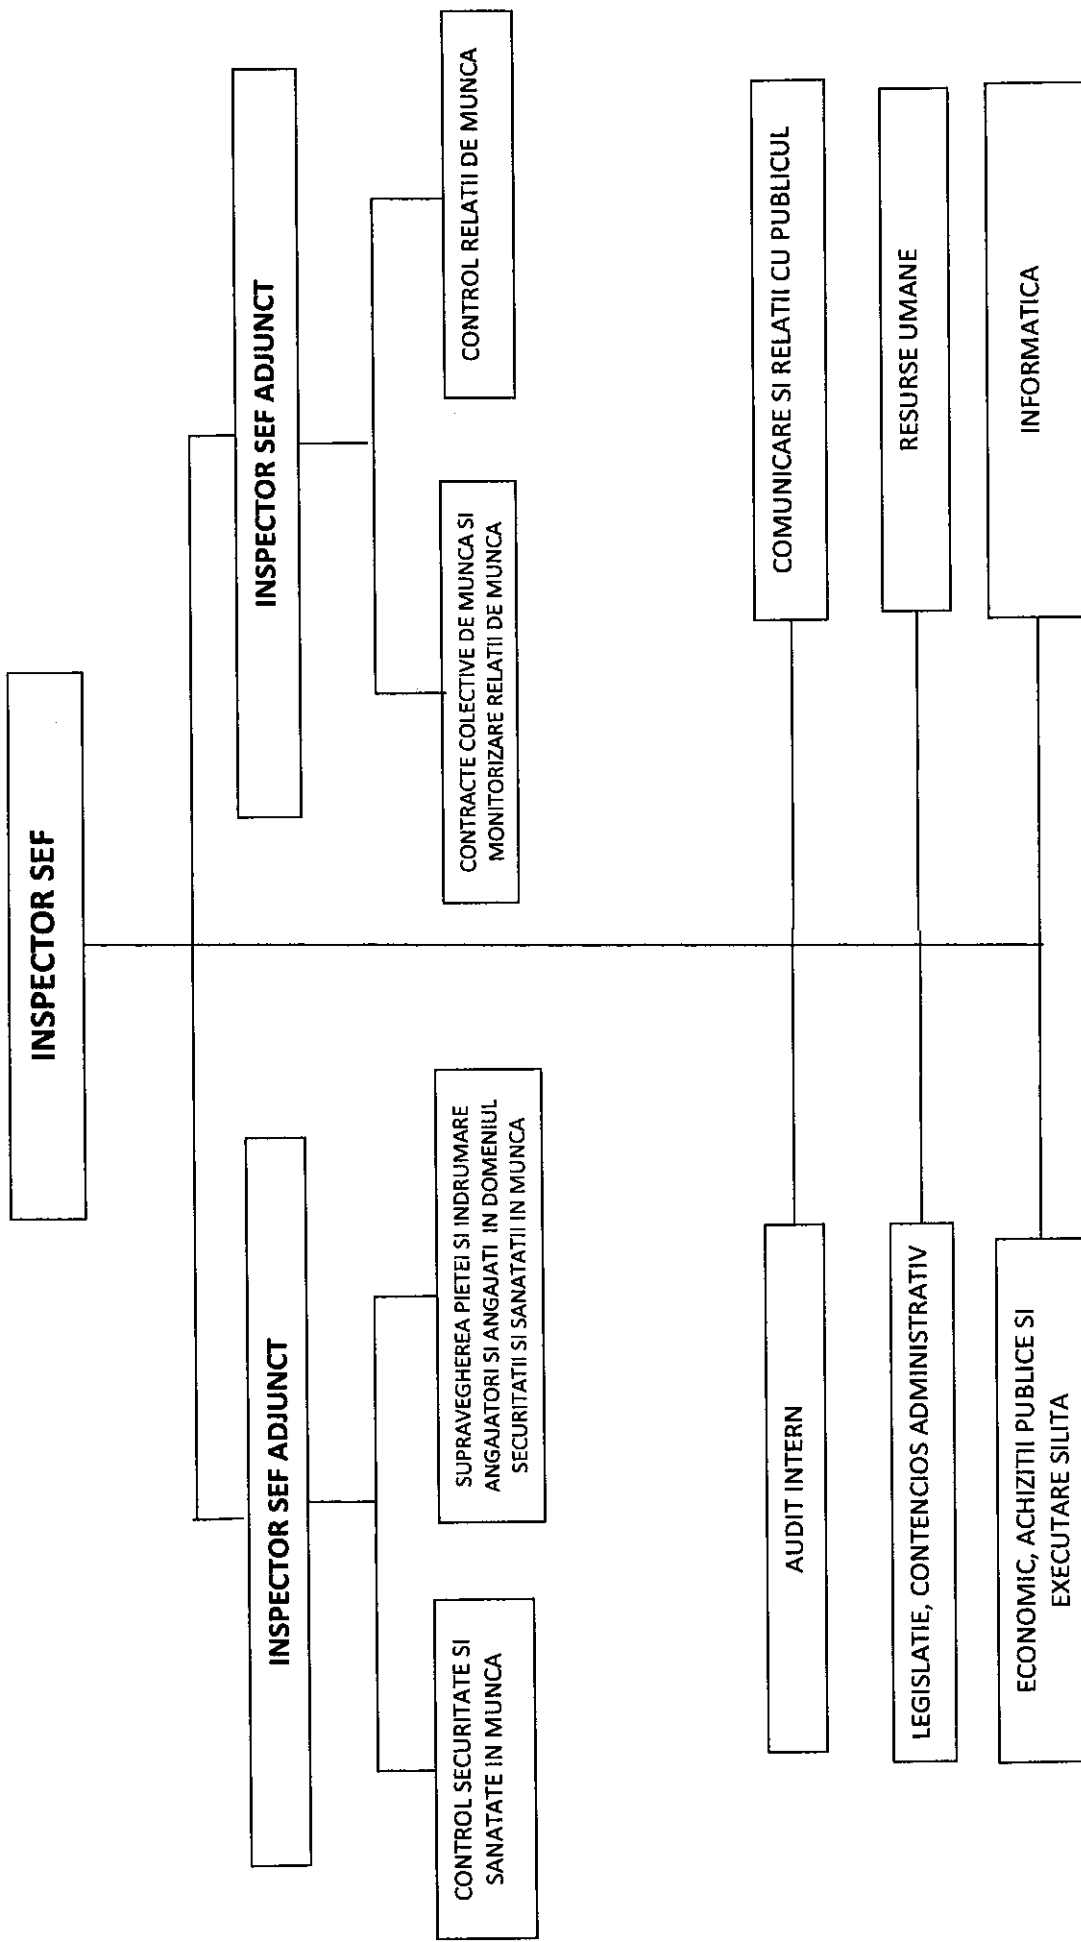 INSPECTOR SEF
INSPECTOR SEF ADJUNCT
INSPECTOR SEF ADJUNCT
CONTROL SECURITATE SI
SANATATE IN MUNCA
SUPRAVEGHEREA PIETEI SI INDRUMARE
ANGAJATORI SI ANGAJATI IN DOMENIUL
SECURITATII SI SANATATII IN MUNCA
CONTRACTE COLECTIVE DE MUNCA SI
MONITORIZARE RELATII DE MUNCA
CONTROL RELATII DE MUNCA
AUDIT INTERN
COMUNICARE SI RELATII CU PUBLICUL
LEGISLATIE, CONTENCIOS ADMINISTRATIV
RESURSE UMANE
ECONOMIC, ACHIZITII PUBLICE SI
EXECUTARE SILITA
INFORMATICA